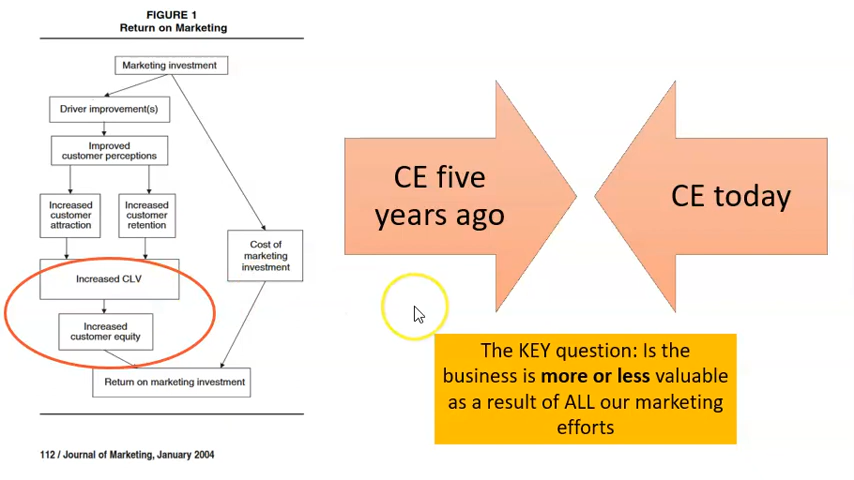 FIGURE 1
Return on Marketing
Marketing investment
Driver improvement(s)
Improved
customer perceptions
Increased
customer
attraction
Increased
customer
retention
Cost of
marketing
investment
Increased CLV
Increased
customer equity
Return on marketing investment
112 / Journal of Marketing, January 2004
CE five
years ago
CE today
The KEY question: Is the
business is more or less valuable
as a result of ALL our marketing
efforts